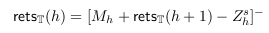 rets_𝕋(h) = [M_h + rets_𝕋(h + 1) − Z_h^s]^−